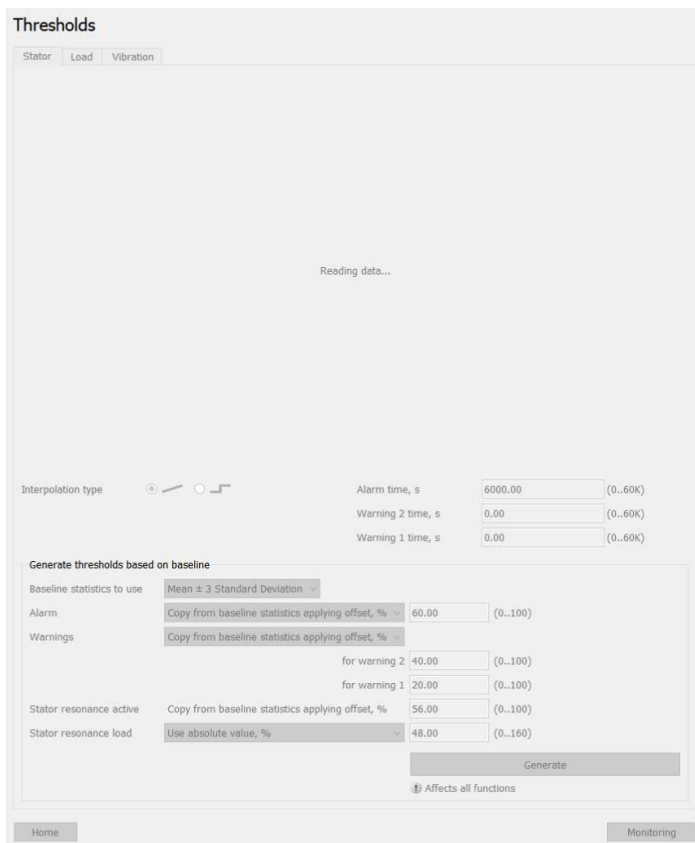 Thresholds
Stator Load Vibration
Reading data...
Interpolation type Alarm time, s 6000.00 (0..60K)
Warning 2 time, s 0.00 (0..60K)
Warning 1 time, s 0.00 (0..60K)
Generate thresholds based on baseline
Baseline statistics to use Mean ± 3 Standard Deviation
Alarm Copy from baseline statistics applying offset, % 60.00 (0..100)
Warnings Copy from baseline statistics applying offset, %
for warning 2 40.00 (0..100)
for warning 1 20.00 (0..100)
Stator resonance active Copy from baseline statistics applying offset, % 56.00 (0..100)
Stator resonance load Use absolute value, % 48.00 (0..160)
Generate
Affects all functions
Home Monitoring